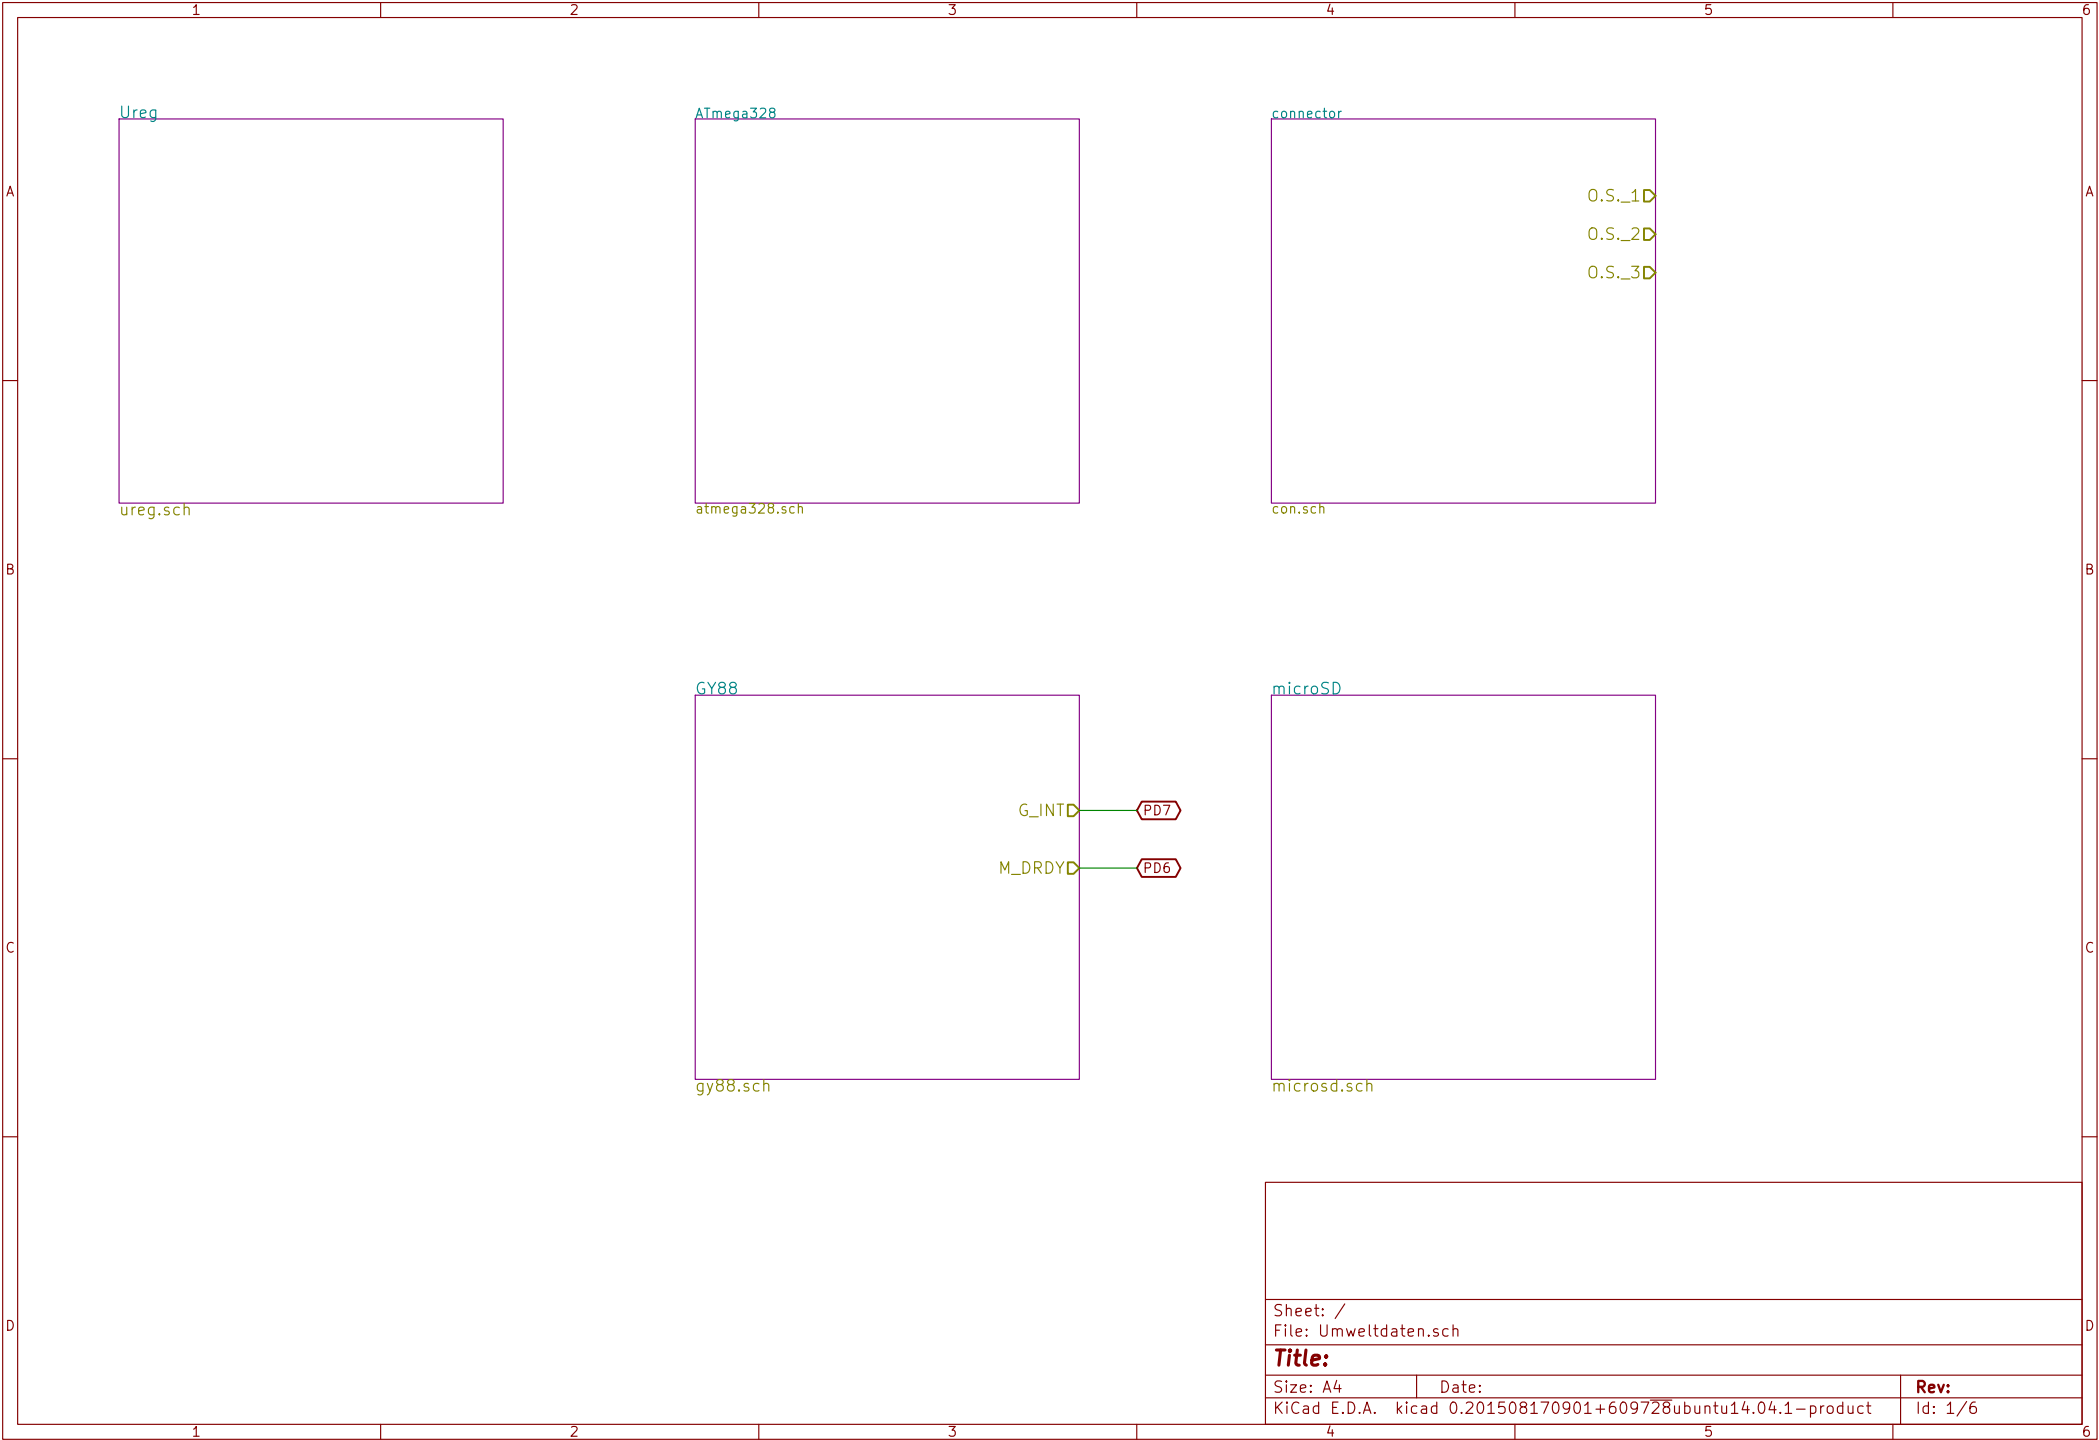 1 2 3 4 5 6
Ureg ATmega328 connector
A A
O.S._1
O.S._2
O.S._3
ureg.sch atmega328.sch con.sch
B B
GY88 microSD
G_INT PD7
M_DRDY PD6
C C
gy88.sch microsd.sch
Sheet: /
File: Umweltdaten.sch
D D
Title:
Size: A4 Date: Rev:
KiCad E.D.A. kicad 0.201508170901+609728ubuntu14.04.1-product Id: 1/6
1 2 3 4 5 6